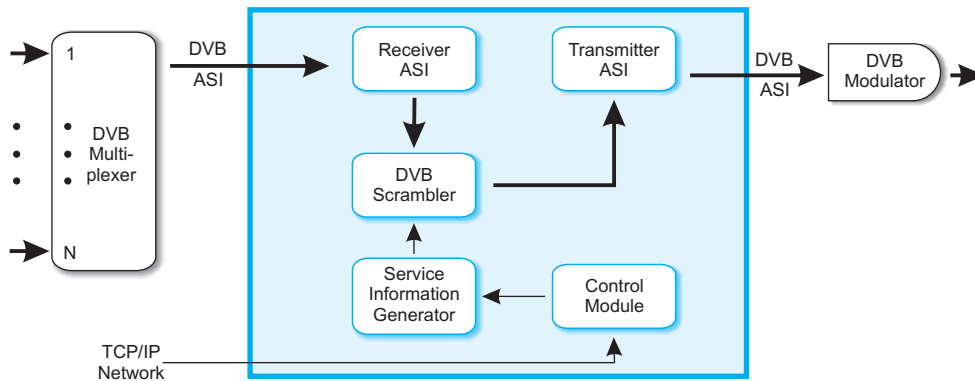 1
DVB
Multi-
plexer
N
DVB
ASI
Receiver
ASI
Transmitter
ASI
DVB
Scrambler
Service
Information
Generator
Control
Module
DVB
ASI
DVB
Modulator
TCP/IP
Network